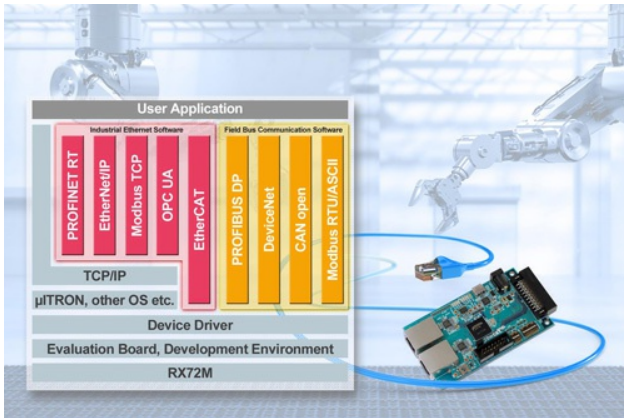 User Application
Industrial Ethernet Software
Field Bus Communication Software
PROFINET RT
EtherNet/IP
Modbus TCP
OPC UA
EtherCAT
PROFIBUS DP
DeviceNet
CAN open
Modbus RTU/ASCII
TCP/IP
µITRON, other OS etc.
Device Driver
Evaluation Board, Development Environment
RX72M